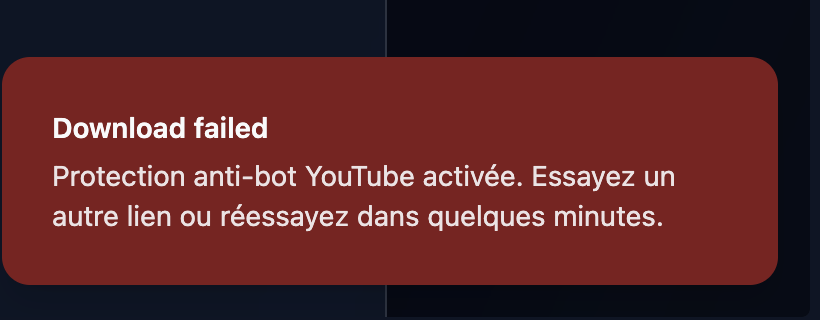 Download failed
Protection anti-bot YouTube activée. Essayez un
autre lien ou réessayez dans quelques minutes.